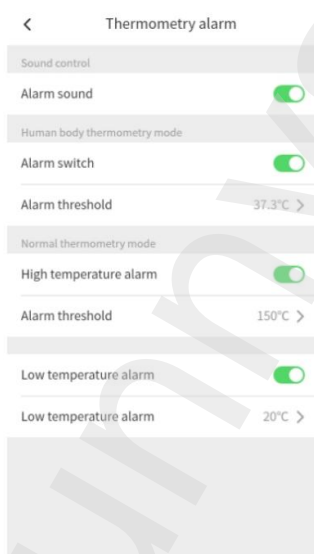 Thermometry alarm
Sound control
Alarm sound
Human body thermometry mode
Alarm switch
Alarm threshold 37.3°C >
Normal thermometry mode
High temperature alarm
Alarm threshold 150°C >
Low temperature alarm
Low temperature alarm 20°C >